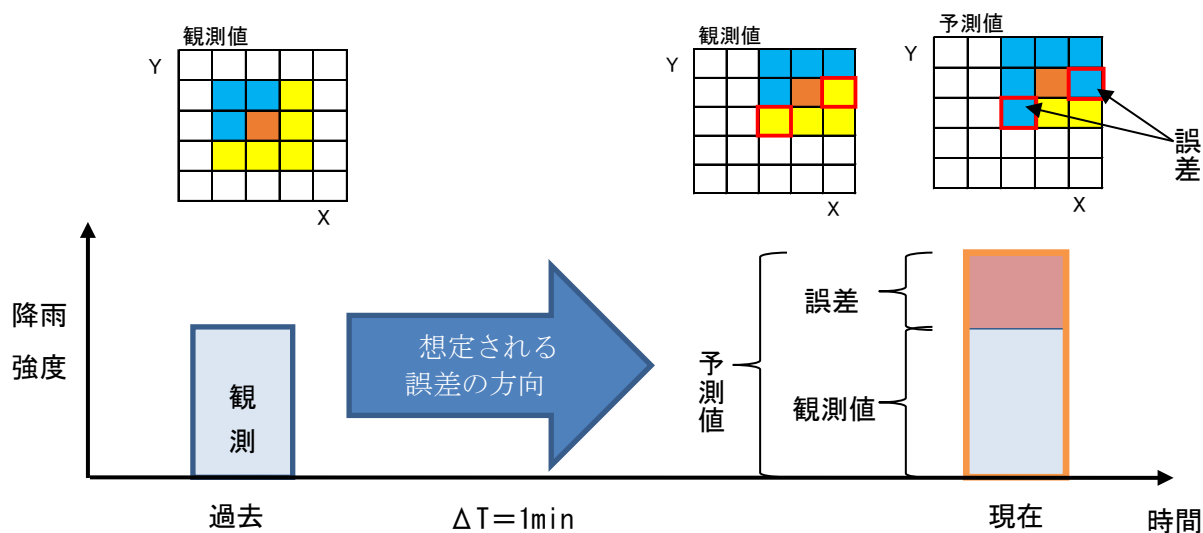 観測値
Y
X
観測値
Y
X
予測値
Y
X
誤差
降雨
強度
観
測
想定される
誤差の方向
予測値
誤差
観測値
過去
ΔT=1min
現在
時間